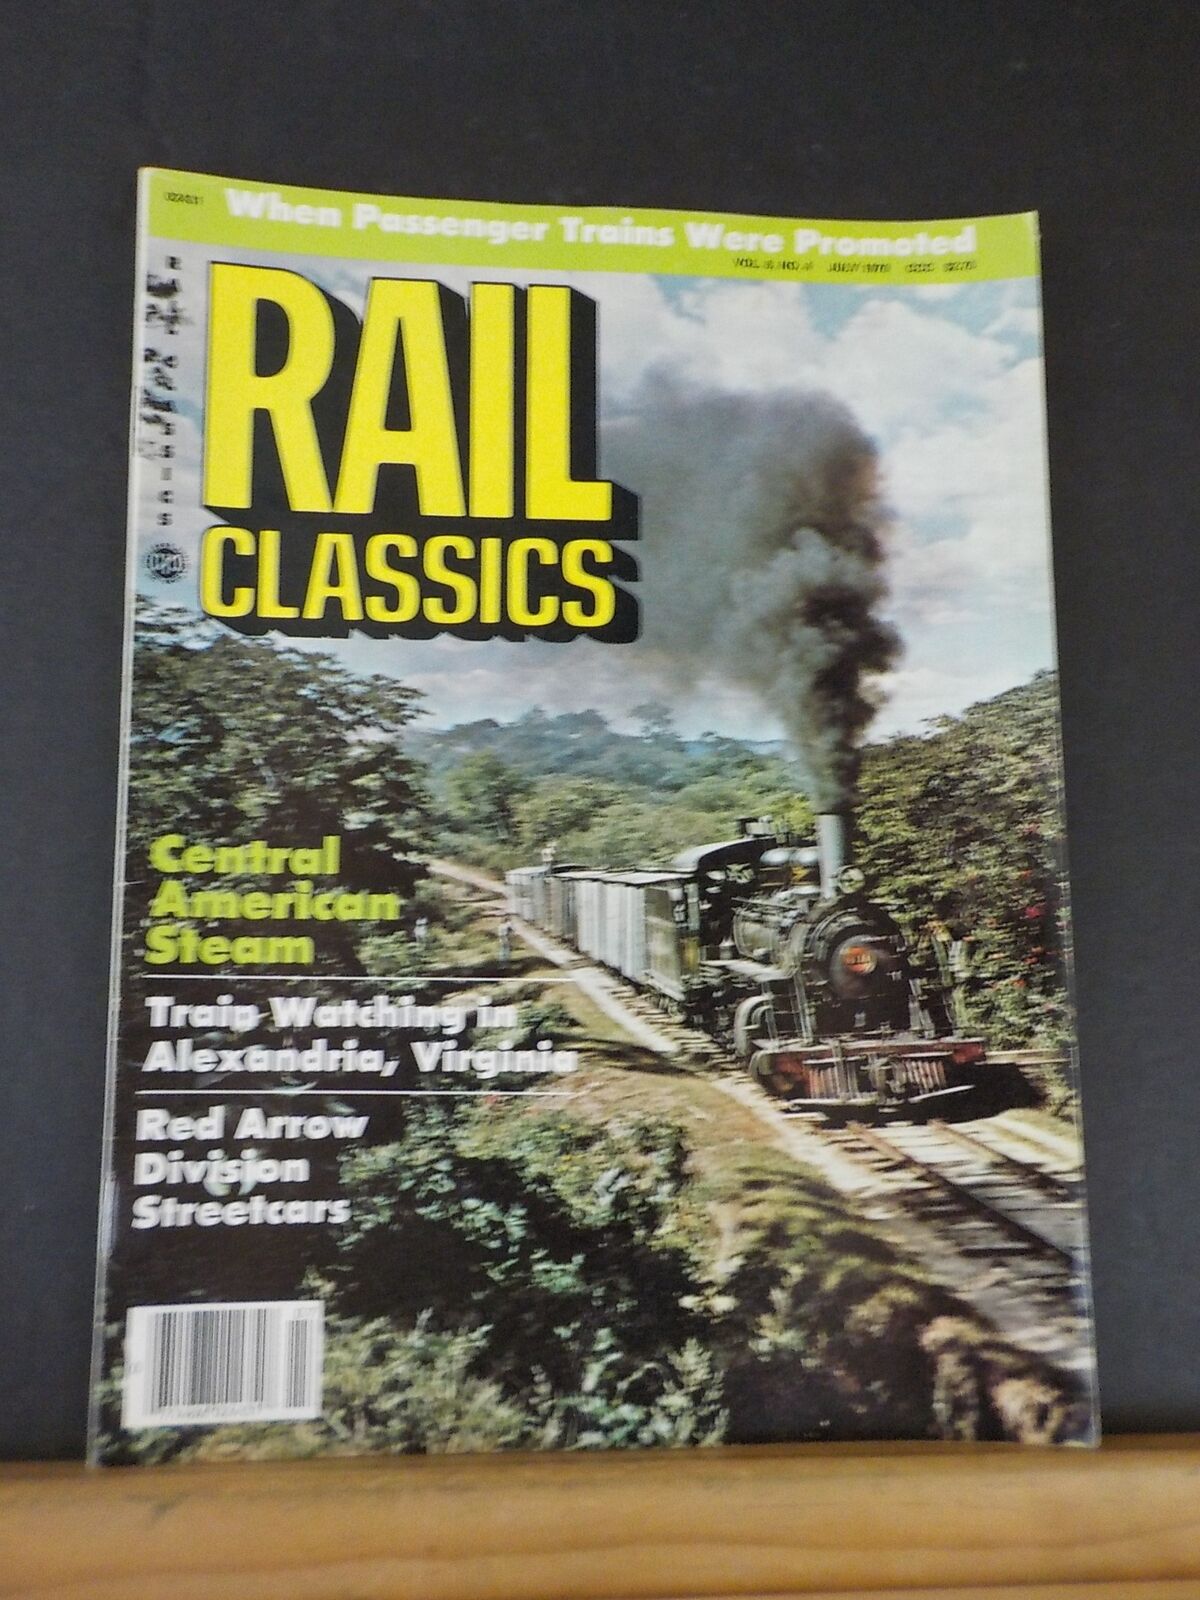 When Passenger Trains Were Promoted
RAIL
CLASSICS
Central
American
Steam
Train Watching in
Alexandria, Virginia
Red Arrow
Division
Streetcars